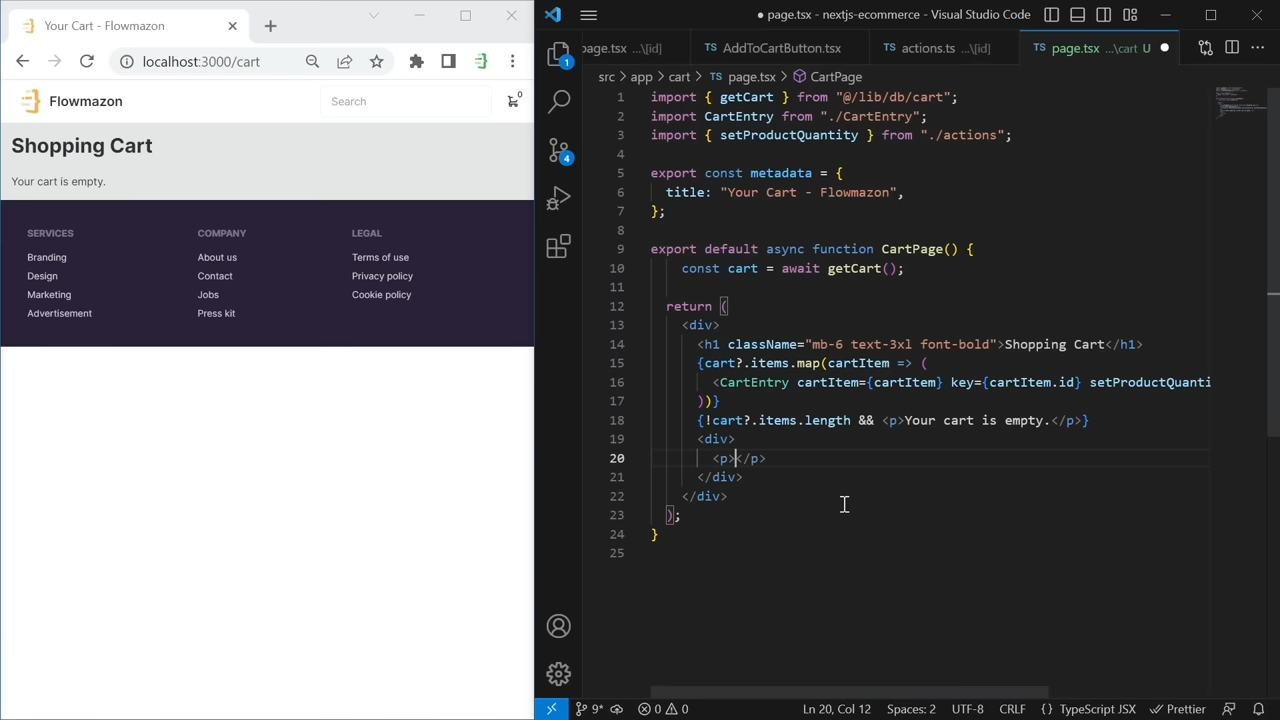 Your Cart - Flowmazon
localhost:3000/cart
Flowmazon
Search
0
Shopping Cart
Your cart is empty.
SERVICES
COMPANY
LEGAL
Branding
About us
Terms of use
Design
Contact
Privacy policy
Marketing
Jobs
Cookie policy
Advertisement
Press kit
● page.tsx - nextjs-ecommerce - Visual Studio Code
page.tsx ...\[id]
TS AddToCartButton.tsx
TS actions.ts ...\[id]
TS page.tsx ...\cart U
src > app > cart > TS page.tsx > CartPage
1
4
1 import { getCart } from "@/lib/db/cart";
2 import CartEntry from "./CartEntry";
3 import { setProductQuantity } from "./actions";
4
5 export const metadata = {
6 title: "Your Cart - Flowmazon",
7 };
8
9 export default async function CartPage() {
10 const cart = await getCart();
11
12 return (
13 <div>
14 <h1 className="mb-6 text-3xl font-bold">Shopping Cart</h1>
15 {cart?.items.map(cartItem => (
16 <CartEntry cartItem={cartItem} key={cartItem.id} setProductQuanti
17 ))}
18 {!cart?.items.length && <p>Your cart is empty.</p>}
19 <div>
20 <p></p>
21 </div>
22 </div>
23 );
24 }
25
9* 0 0 Ln 20, Col 12 Spaces: 2 UTF-8 CRLF {} TypeScript JSX Prettier